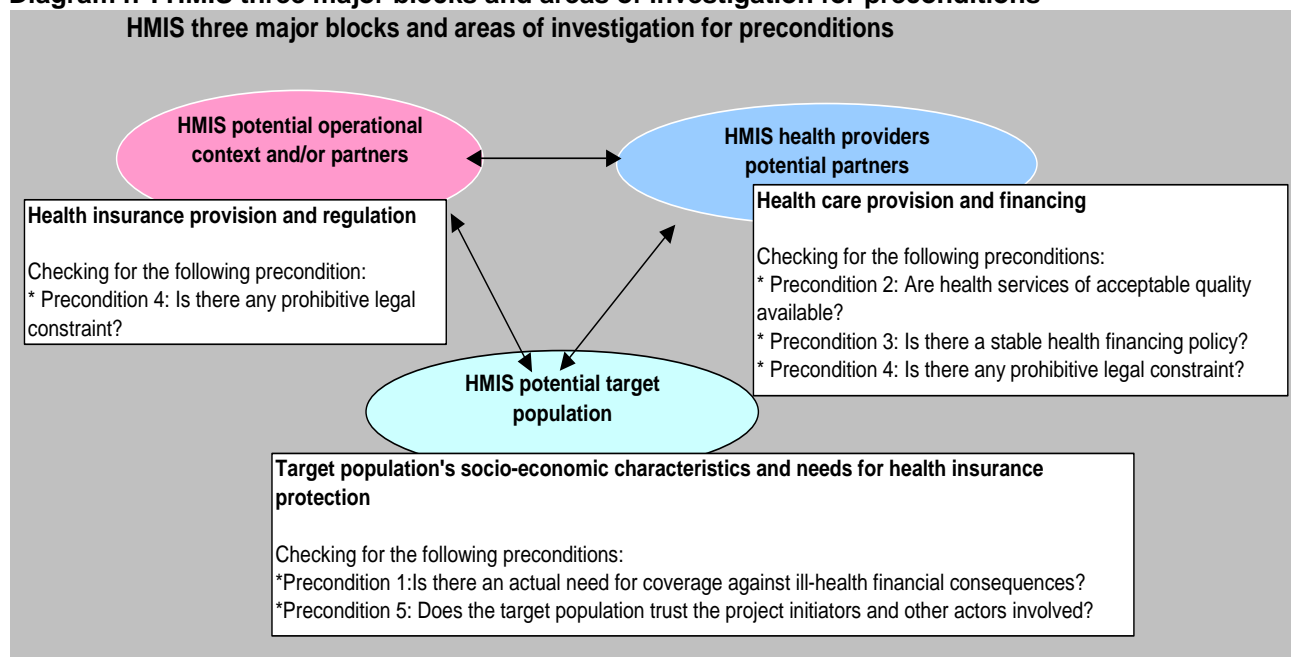 HMIS three major blocks and areas of investigation for preconditions
HMIS potential operational
context and/or partners
HMIS health providers
potential partners
Health insurance provision and regulation
Checking for the following precondition:
* Precondition 4: Is there any prohibitive legal
constraint?
Health care provision and financing
Checking for the following preconditions:
* Precondition 2: Are health services of acceptable quality
available?
* Precondition 3: Is there a stable health financing policy?
* Precondition 4: Is there any prohibitive legal constraint?
HMIS potential target
population
Target population's socio-economic characteristics and needs for health insurance
protection
Checking for the following preconditions:
*Precondition 1:Is there an actual need for coverage against ill-health financial consequences?
*Precondition 5: Does the target population trust the project initiators and other actors involved?